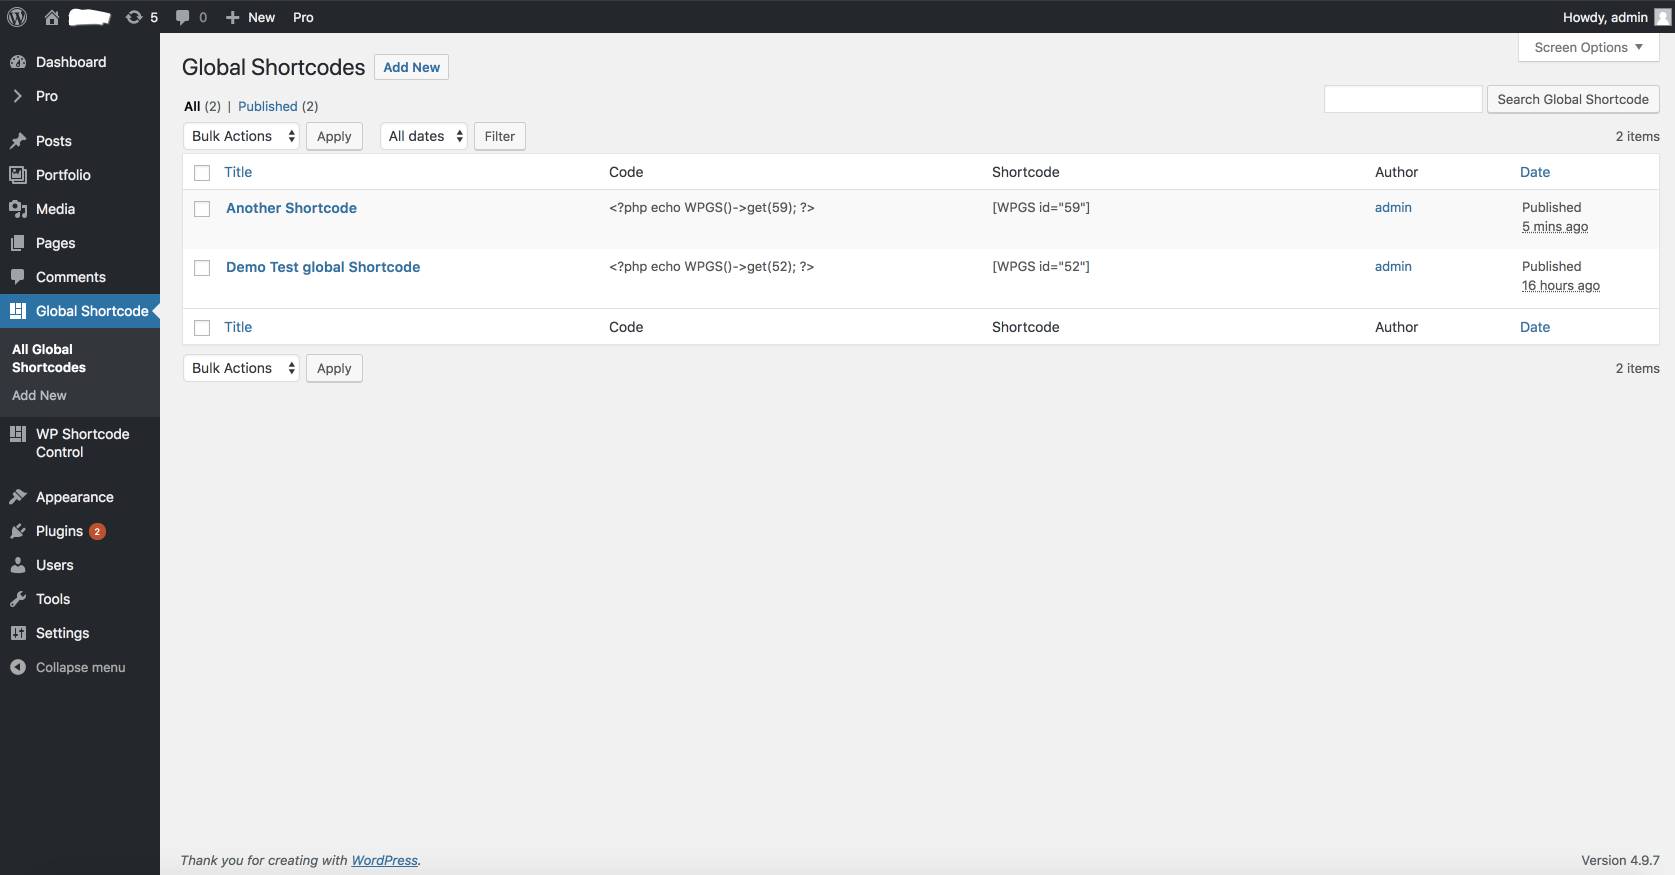 5 0 New Pro Howdy, admin
Screen Options
Dashboard
Pro
Posts
Portfolio
Media
Pages
Comments
Global Shortcode
All Global
Shortcodes
Add New
WP Shortcode
Control
Appearance
Plugins 2
Users
Tools
Settings
Collapse menu
Global Shortcodes Add New
All (2) | Published (2)
Search Global Shortcode
Bulk Actions Apply All dates Filter 2 items
Title Code Shortcode Author Date
Another Shortcode <?php echo WPGS()->get(59); ?> [WPGS id="59"] admin Published
5 mins ago
Demo Test global Shortcode <?php echo WPGS()->get(52); ?> [WPGS id="52"] admin Published
16 hours ago
Title Code Shortcode Author Date
Bulk Actions Apply 2 items
Thank you for creating with WordPress. Version 4.9.7